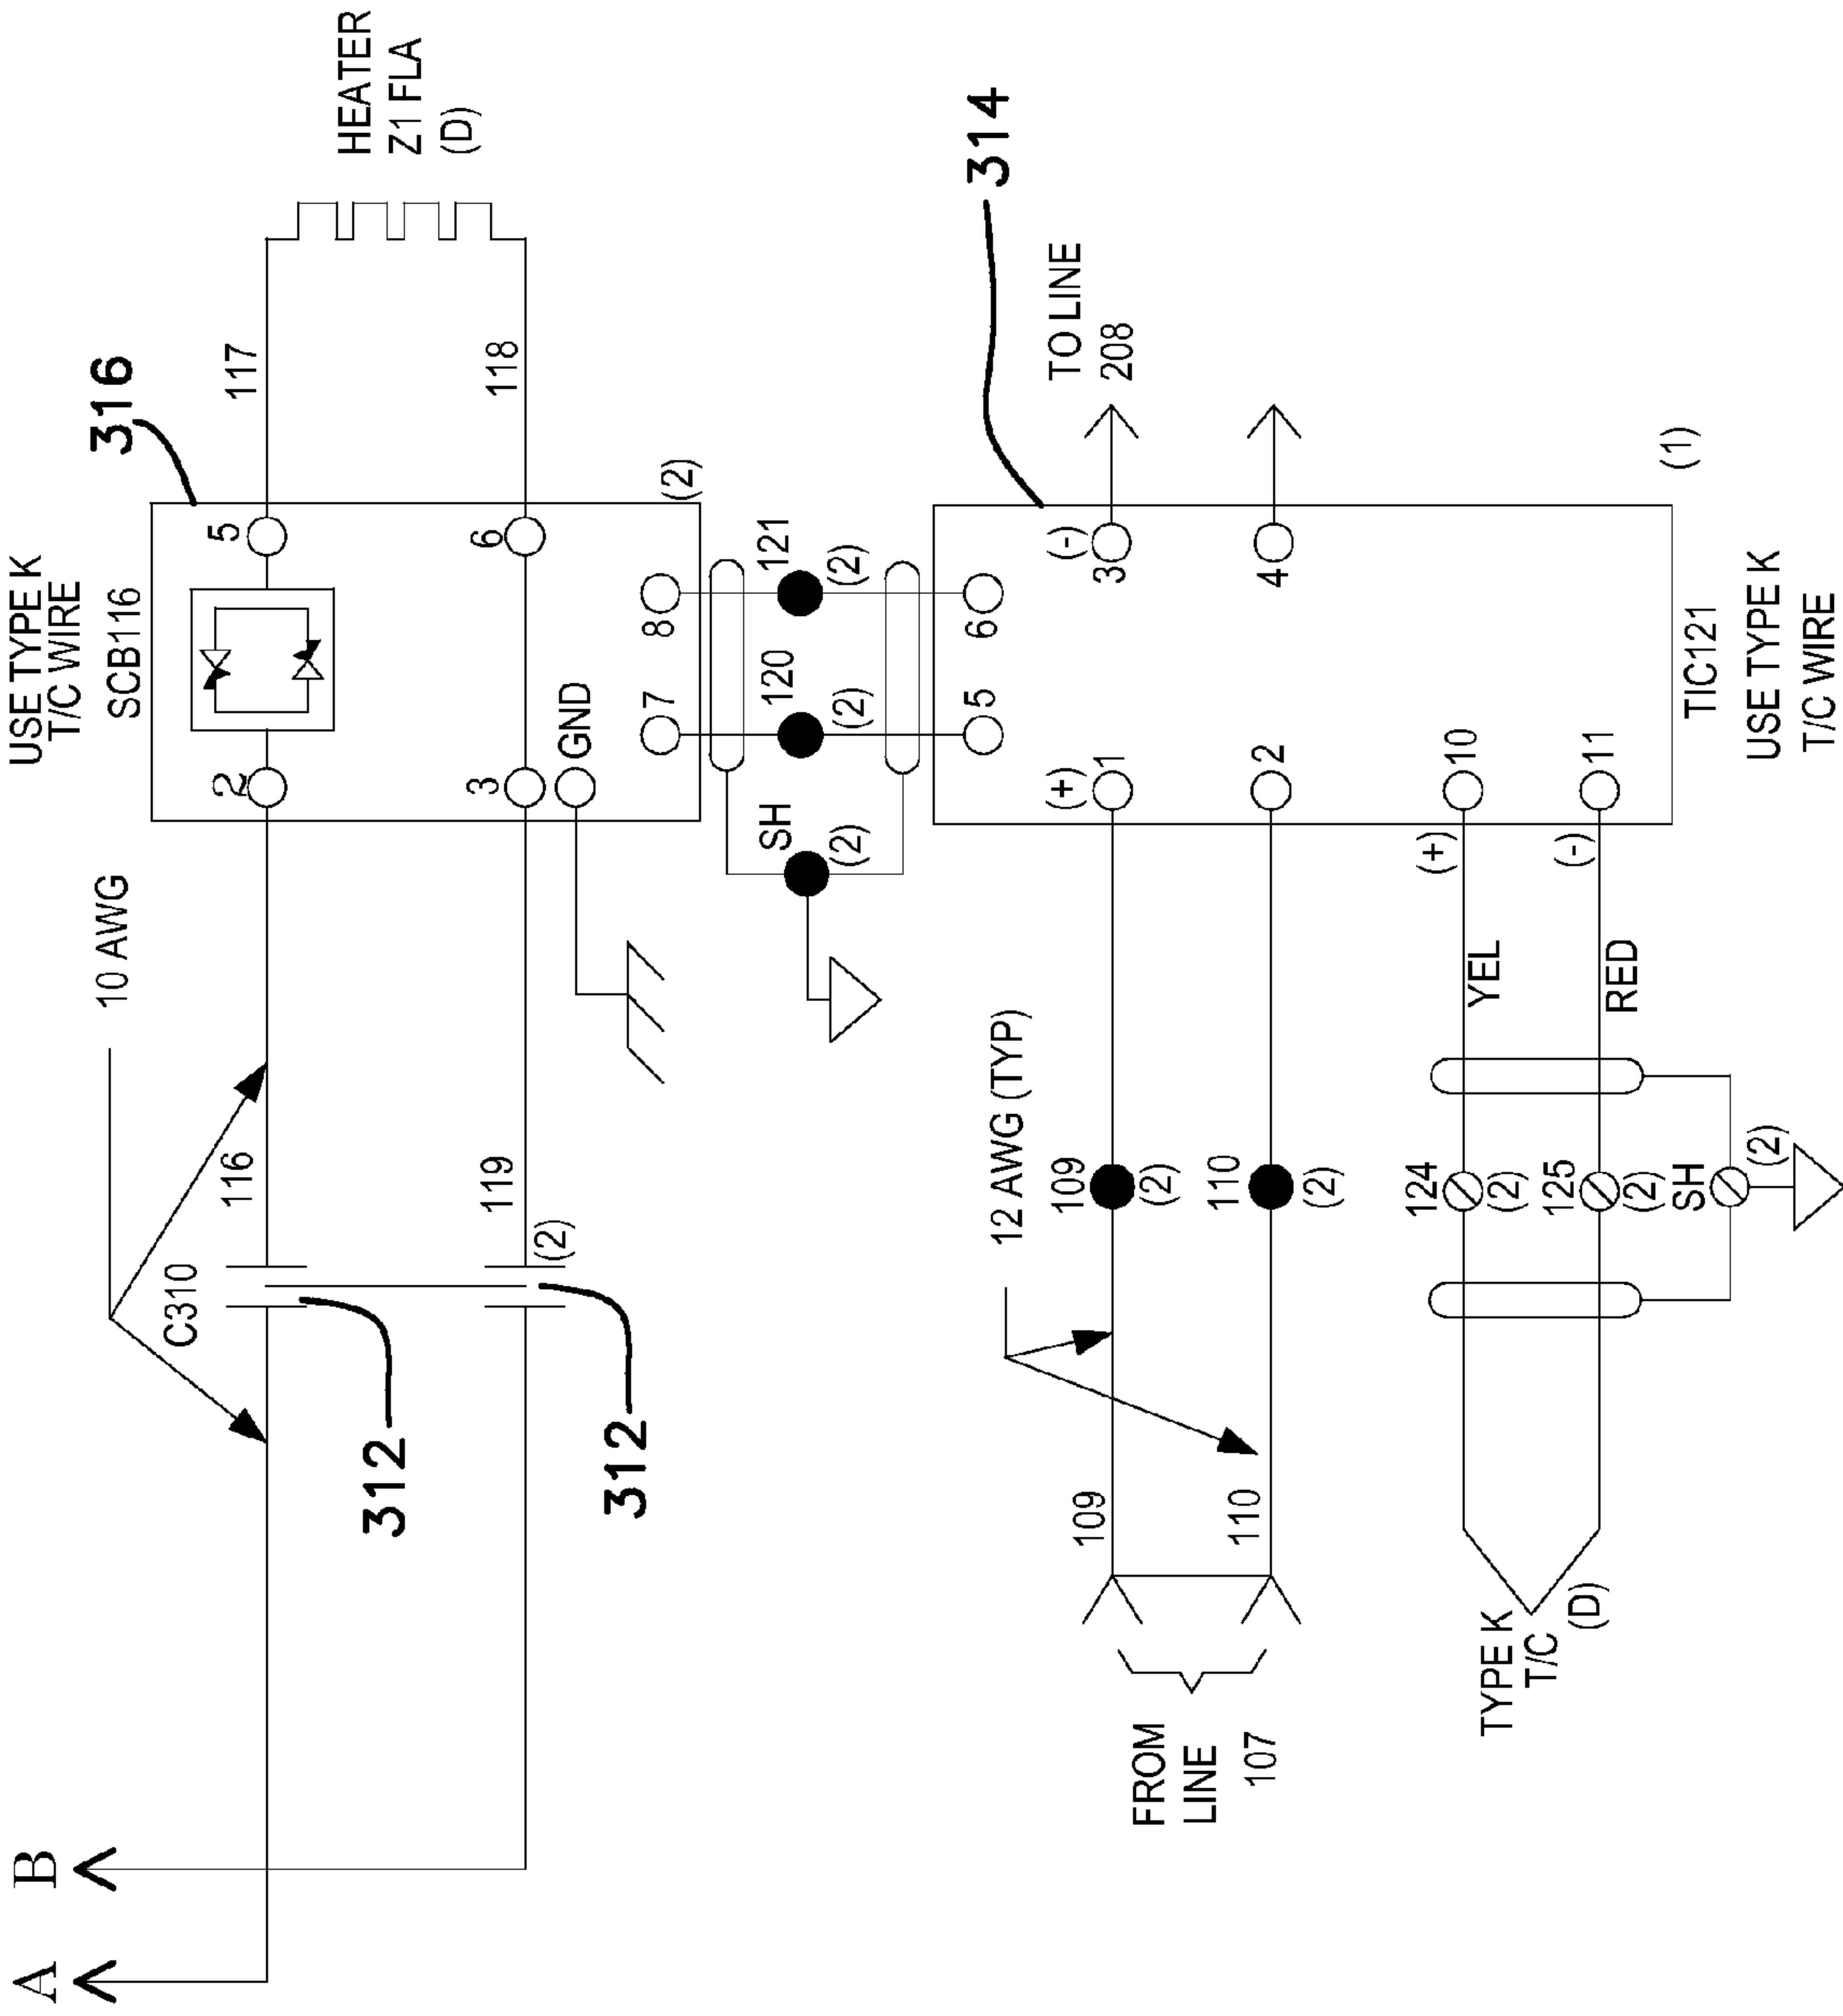 A
B
10 AWG
C310
116
119
(2)
312
312
USE TYPE K
T/C WIRE
SCB116
316
2
5
3
6
GND
7
8
(2)
117
118
HEATER
Z1 FLA
(D)
SH
(2)
120
(2)
121
(2)
314
12 AWG (TYP)
FROM
LINE
107
109
110
109
(2)
110
(2)
(+)
1
2
5
6
(-)
3
4
TO LINE
208
TYPE K
T/C
(D)
124
(2)
125
(2)
SH
(2)
YEL
RED
(+)
(-)
10
11
(1)
TIC121
USE TYPE K
T/C WIRE